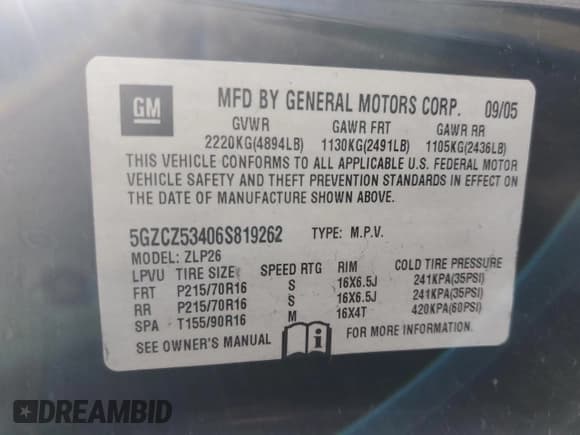 GM
MFD BY GENERAL MOTORS CORP. 09/05
GVWR GAWR FRT GAWR RR
2220KG(4894LB) 1130KG(2491LB) 1105KG(2436LB)
THIS VEHICLE CONFORMS TO ALL APPLICABLE U.S. FEDERAL MOTOR
VEHICLE SAFETY AND THEFT PREVENTION STANDARDS IN EFFECT ON
THE DATE OF MANUFACTURE SHOWN ABOVE.
5GZCZ53406S819262 TYPE: M.P.V.
MODEL: ZLP26
LPVU TIRE SIZE SPEED RTG RIM COLD TIRE PRESSURE
FRT P215/70R16 S 16X6.5J 241KPA(35PSI)
RR P215/70R16 S 16X6.5J 241KPA(35PSI)
SPA T155/90R16 M 16X4T 420KPA(60PSI)
SEE OWNER'S MANUAL FOR MORE INFORMATION.
DREAMBID